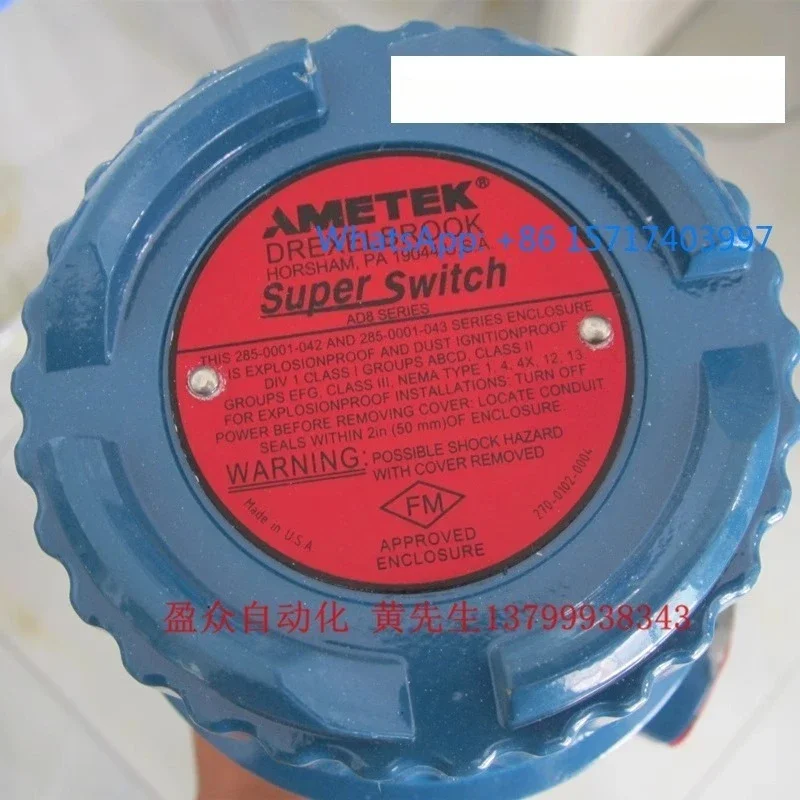 AMETEK®
DREXELBROOK
WhatsApp: +86 15717403997
HORSHAM, PA 19044 USA
Super Switch
AD8 SERIES
THIS 285-0001-042 AND 285-0001-043 SERIES ENCLOSURE
IS EXPLOSIONPROOF AND DUST IGNITIONPROOF
DIV 1 CLASS I GROUPS ABCD, CLASS II
GROUPS EFG, CLASS III, NEMA TYPE 1, 4, 4X, 12, 13
FOR EXPLOSIONPROOF INSTALLATIONS: TURN OFF
POWER BEFORE REMOVING COVER: LOCATE CONDUIT
SEALS WITHIN 2in (50 mm)OF ENCLOSURE
WARNING: POSSIBLE SHOCK HAZARD
WITH COVER REMOVED
Made in U.S.A
FM
270-0102-0004
APPROVED
ENCLOSURE
盈众自动化 黄先生13799938343